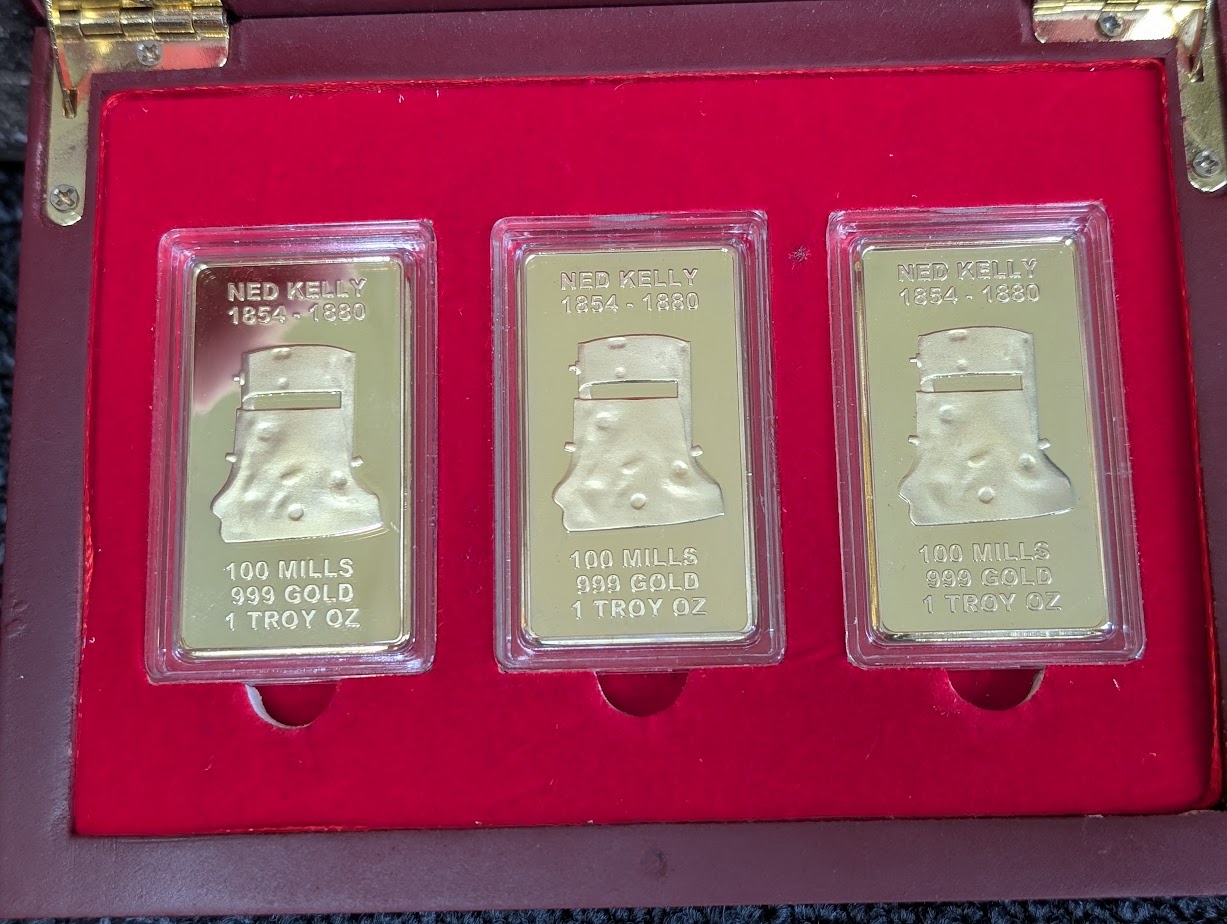 NED KELLY
1854 - 1880
100 MILLS
999 GOLD
1 TROY OZ
NED KELLY
1854 - 1880
100 MILLS
999 GOLD
1 TROY OZ
NED KELLY
1854 - 1880
100 MILLS
999 GOLD
1 TROY OZ